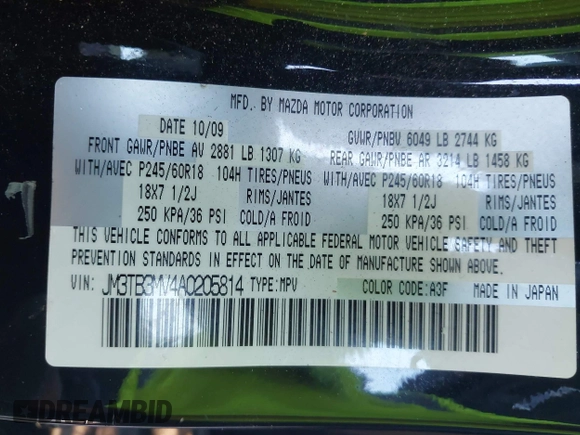 MFD. BY MAZDA MOTOR CORPORATION
DATE 10/09 GVWR/PNBV 6049 LB 2744 KG
FRONT GAWR/PNBE AV 2881 LB 1307 KG REAR GAWR/PNBE AR 3214 LB 1458 KG
WITH/AVEC P245/60R18 104H TIRES/PNEUS WITH/AVEC P245/60R18 104H TIRES/PNEUS
18X7 1/2J RIMS/JANTES 18X7 1/2J RIMS/JANTES
250 KPA/36 PSI COLD/A FROID 250 KPA/36 PSI COLD/A FROID
THIS VEHICLE CONFORMS TO ALL APPLICABLE FEDERAL MOTOR VEHICLE SAFETY AND THEFT
PREVENTION STANDARDS IN EFFECT ON THE DATE OF MANUFACTURE SHOWN ABOVE.
VIN: JM3TB3MV4A0205814 TYPE:MPV COLOR CODE:A3F MADE IN JAPAN
DREAMBID